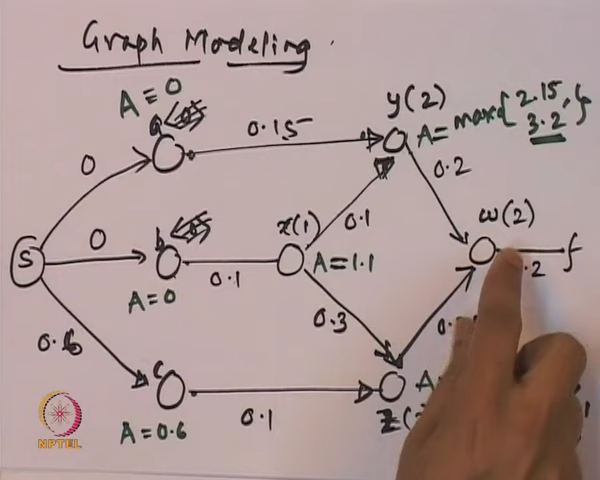 Graph Modeling
A = 0
a
0
0.15
y(2)
A = max{2.15,
3.2}
0.2
S
0
b
A = 0
0.1
x(1)
A = 1.1
0.1
0.3
w(2)
.2
f
0.6
c
A = 0.6
0.1
z(
A
NPTEL